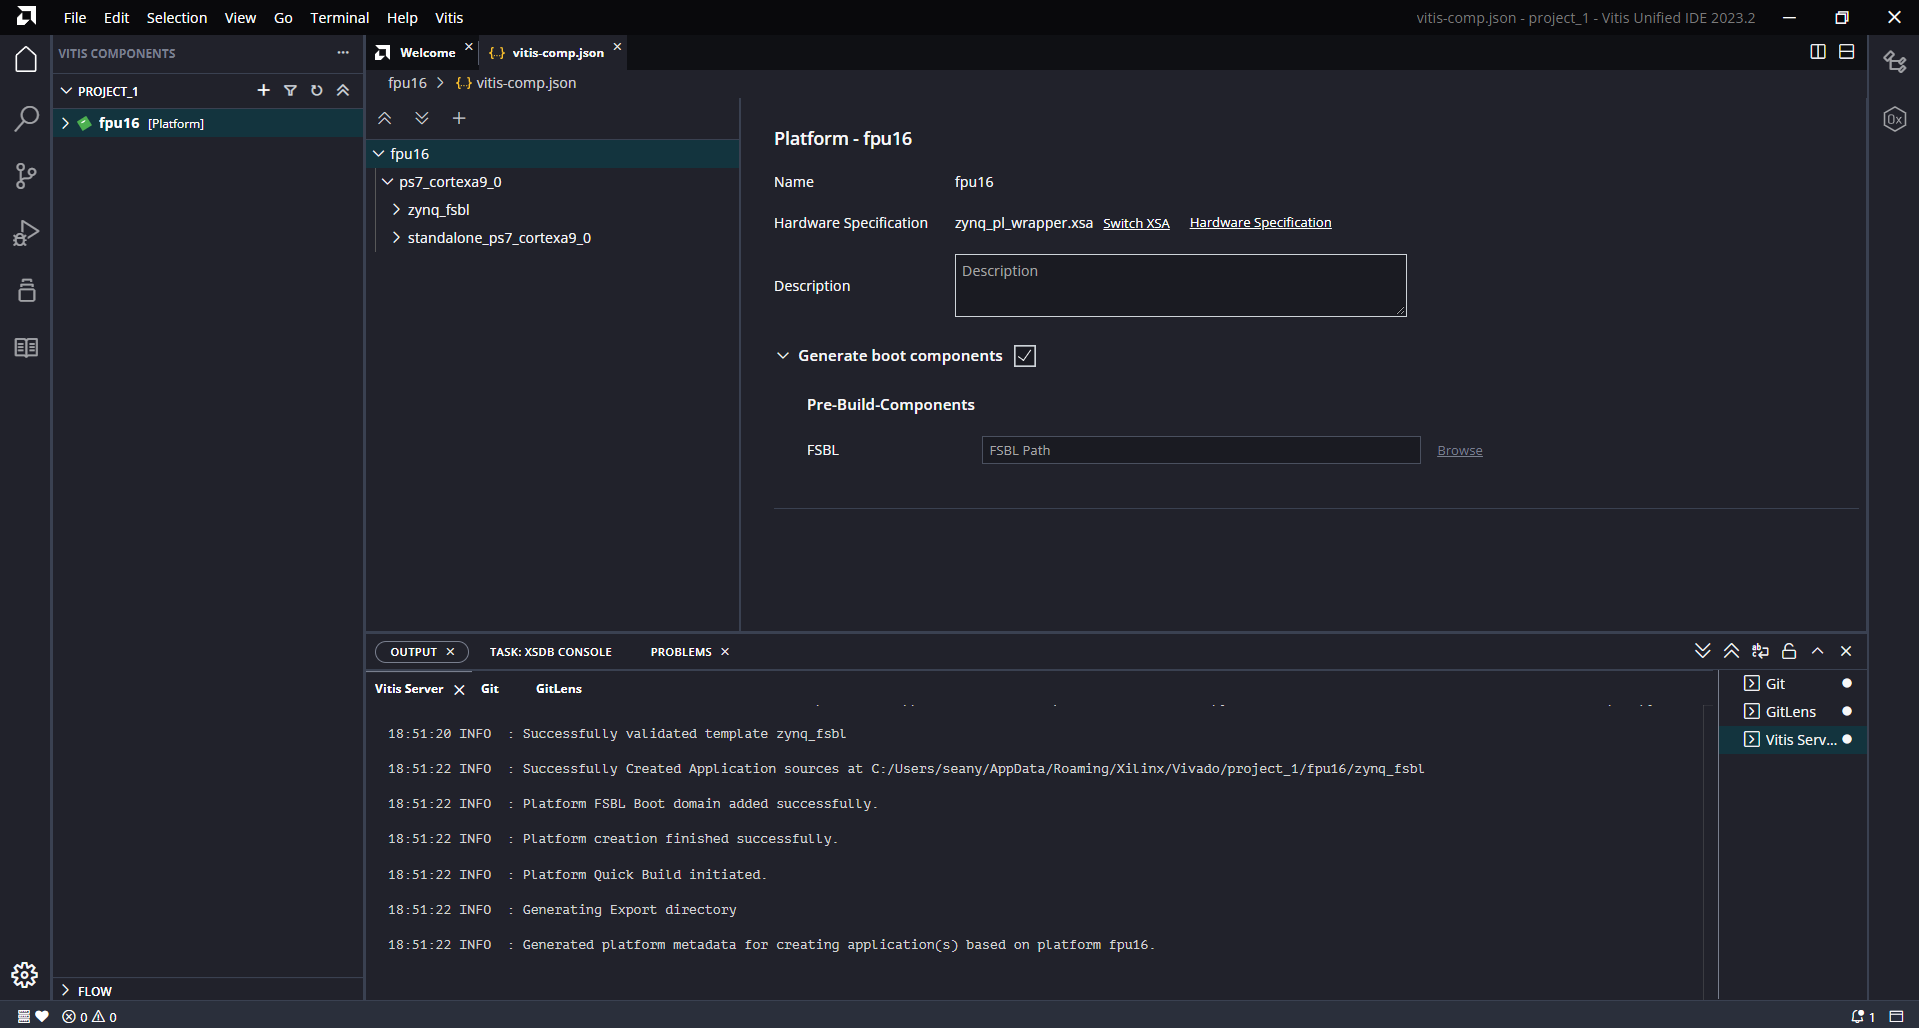 File Edit Selection View Go Terminal Help Vitis
vitis-comp.json - project_1 - Vitis Unified IDE 2023.2
VITIS COMPONENTS
PROJECT_1
fpu16 [Platform]
FLOW
Welcome
{..} vitis-comp.json
fpu16 > {..} vitis-comp.json
fpu16
ps7_cortexa9_0
zynq_fsbl
standalone_ps7_cortexa9_0
Platform - fpu16
Name fpu16
Hardware Specification zynq_pl_wrapper.xsa Switch XSA Hardware Specification
Description Description
Generate boot components
Pre-Build-Components
FSBL FSBL Path Browse
0x
OUTPUT TASK: XSDB CONSOLE PROBLEMS
Vitis Server Git GitLens
18:51:20 INFO : Successfully validated template zynq_fsbl
18:51:22 INFO : Successfully Created Application sources at C:/Users/seany/AppData/Roaming/Xilinx/Vivado/project_1/fpu16/zynq_fsbl
18:51:22 INFO : Platform FSBL Boot domain added successfully.
18:51:22 INFO : Platform creation finished successfully.
18:51:22 INFO : Platform Quick Build initiated.
18:51:22 INFO : Generating Export directory
18:51:22 INFO : Generated platform metadata for creating application(s) based on platform fpu16.
Git
GitLens
Vitis Serv...
0 0
1